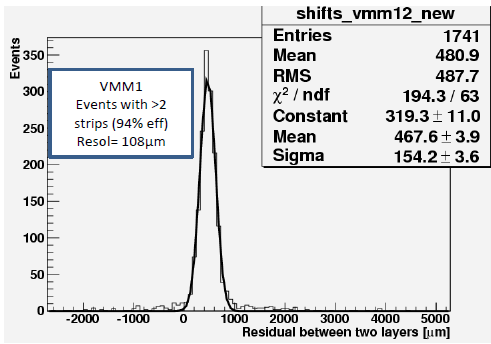 shifts_vmm12_new
Entries 1741
Mean 480.9
RMS 487.7
χ² / ndf 194.3 / 63
Constant 319.3 ± 11.0
Mean 467.6 ± 3.9
Sigma 154.2 ± 3.6
Events
350
300
250
200
150
100
50
0
VMM1
Events with >2
strips (94% eff)
Resol= 108μm
-2000 -1000 0 1000 2000 3000 4000 5000
Residual between two layers [μm]